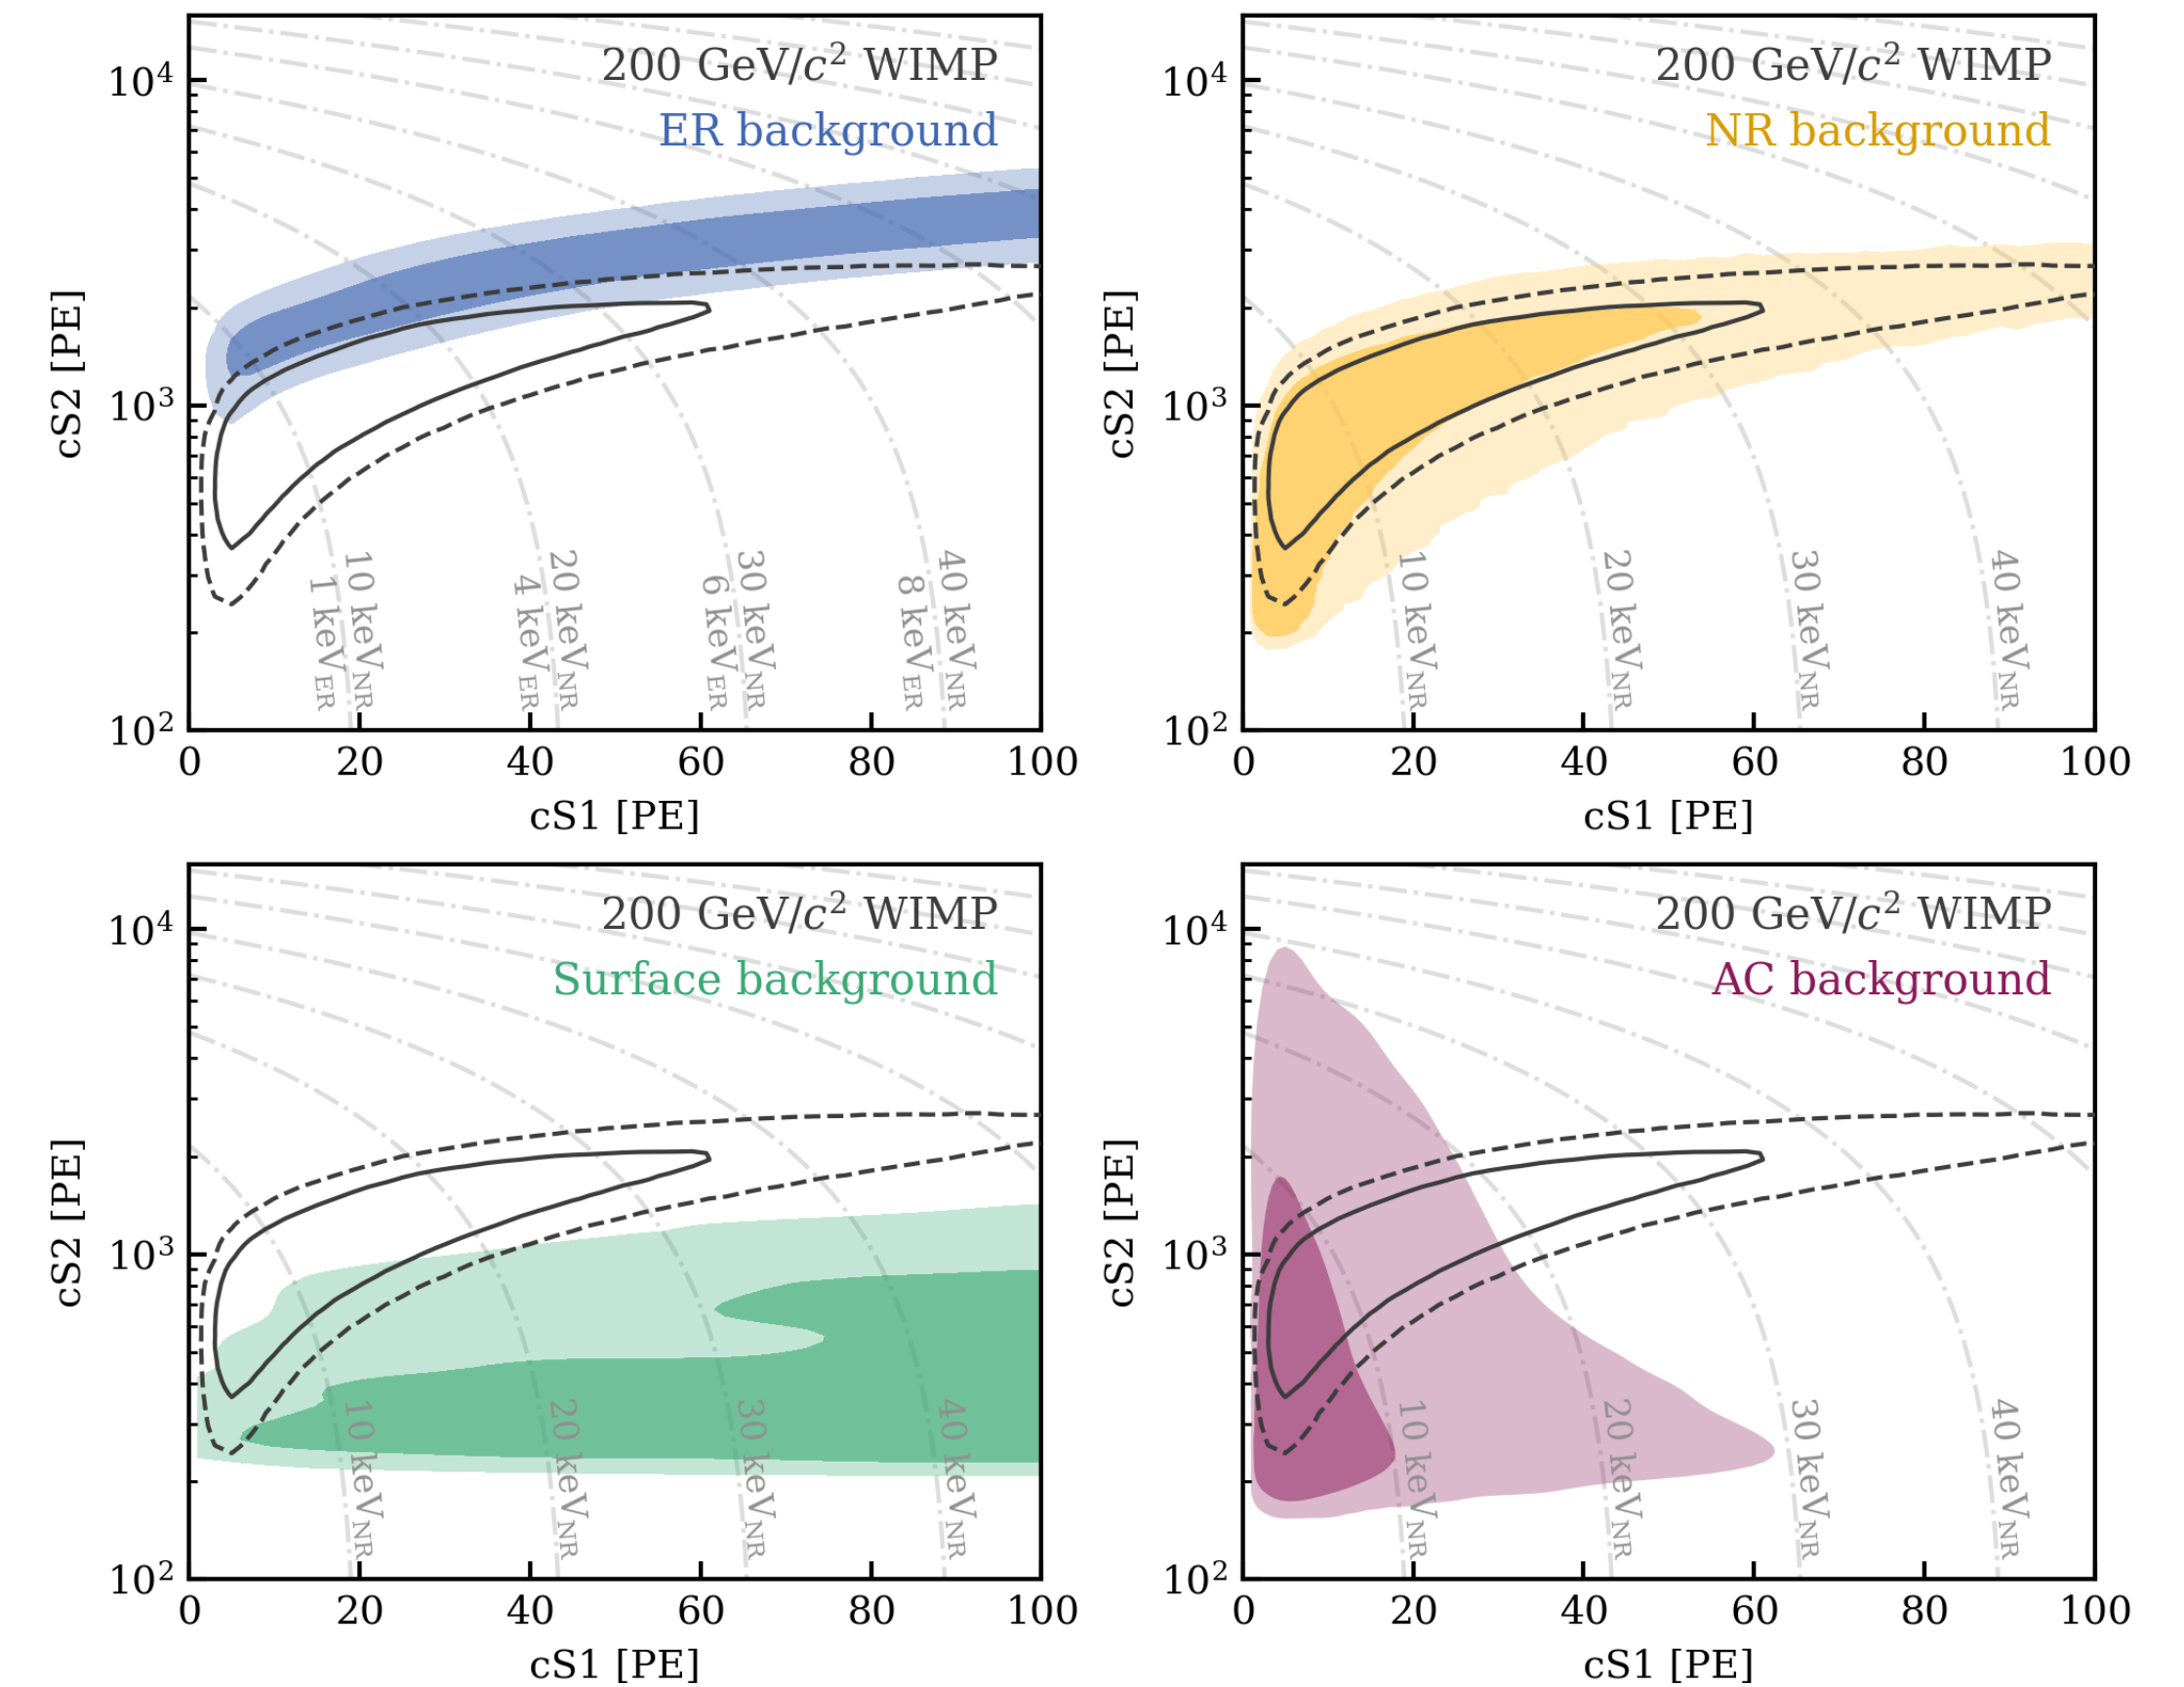 200 GeV/c² WIMP
ER background
10⁴
10³
10²
cS2 [PE]
1 keV_ER
10 keV_NR
4 keV_ER
20 keV_NR
6 keV_ER
30 keV_NR
8 keV_ER
40 keV_NR
0 20 40 60 80 100
cS1 [PE]
200 GeV/c² WIMP
NR background
10⁴
10³
10²
cS2 [PE]
10 keV_NR
20 keV_NR
30 keV_NR
40 keV_NR
0 20 40 60 80 100
cS1 [PE]
200 GeV/c² WIMP
Surface background
10⁴
10³
10²
cS2 [PE]
10 keV_NR
20 keV_NR
30 keV_NR
40 keV_NR
0 20 40 60 80 100
cS1 [PE]
200 GeV/c² WIMP
AC background
10⁴
10³
10²
cS2 [PE]
10 keV_NR
20 keV_NR
30 keV_NR
40 keV_NR
0 20 40 60 80 100
cS1 [PE]